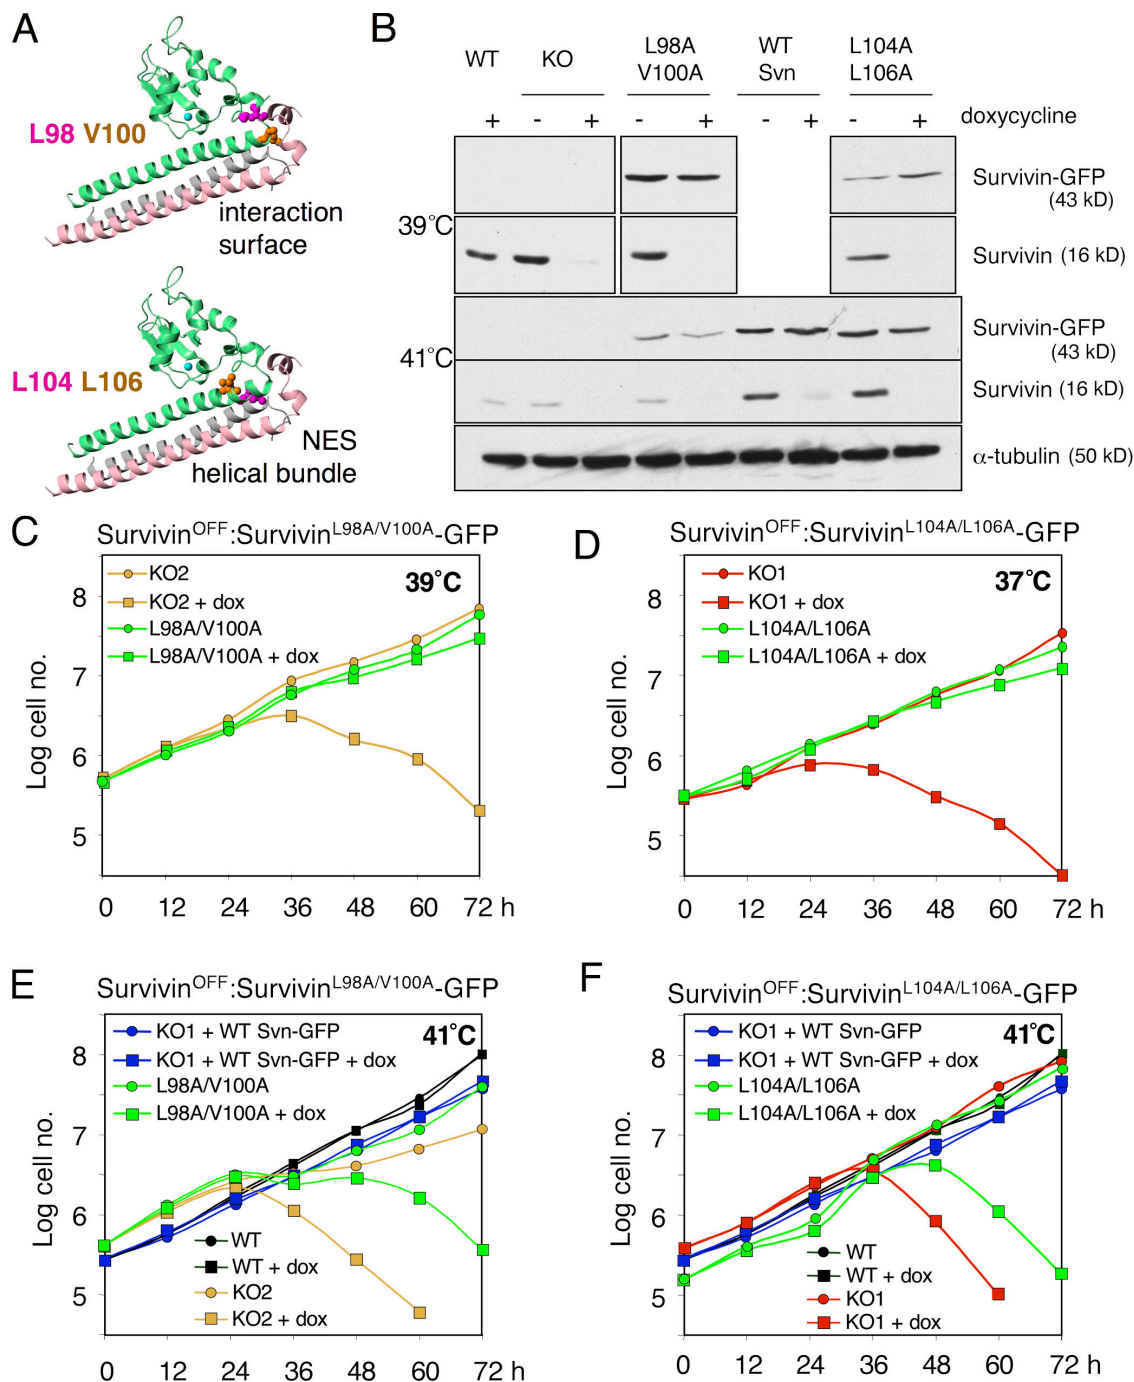 A
L98 V100
interaction
surface
L104 L106
NES
helical bundle
B
WT KO L98A V100A WT Svn L104A L106A
+ - + - + - + - + doxycycline
39°C
Survivin-GFP
(43 kD)
Survivin (16 kD)
41°C
Survivin-GFP
(43 kD)
Survivin (16 kD)
α-tubulin (50 kD)
C
Survivin^OFF:Survivin^L98A/V100A-GFP
39°C
KO2
KO2 + dox
L98A/V100A
L98A/V100A + dox
Log cell no.
8
7
6
5
0 12 24 36 48 60 72 h
D
Survivin^OFF:Survivin^L104A/L106A-GFP
37°C
KO1
KO1 + dox
L104A/L106A
L104A/L106A + dox
Log cell no.
8
7
6
5
0 12 24 36 48 60 72 h
E
Survivin^OFF:Survivin^L98A/V100A-GFP
41°C
KO1 + WT Svn-GFP
KO1 + WT Svn-GFP + dox
L98A/V100A
L98A/V100A + dox
WT
WT + dox
KO2
KO2 + dox
Log cell no.
8
7
6
5
0 12 24 36 48 60 72 h
F
Survivin^OFF:Survivin^L104A/L106A-GFP
41°C
KO1 + WT Svn-GFP
KO1 + WT Svn-GFP + dox
L104A/L106A
L104A/L106A + dox
WT
WT + dox
KO1
KO1 + dox
Log cell no.
8
7
6
5
0 12 24 36 48 60 72 h